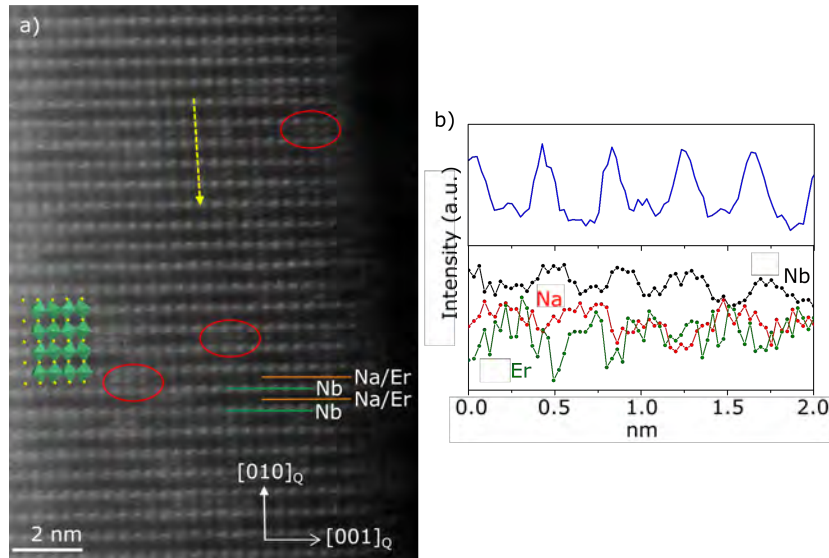 a)
Na/Er
Nb
Na/Er
Nb
[010]Q
[001]Q
2 nm
b)
Intensity (a.u.)
Nb
Na
Er
0.0 0.5 1.0 1.5 2.0
nm